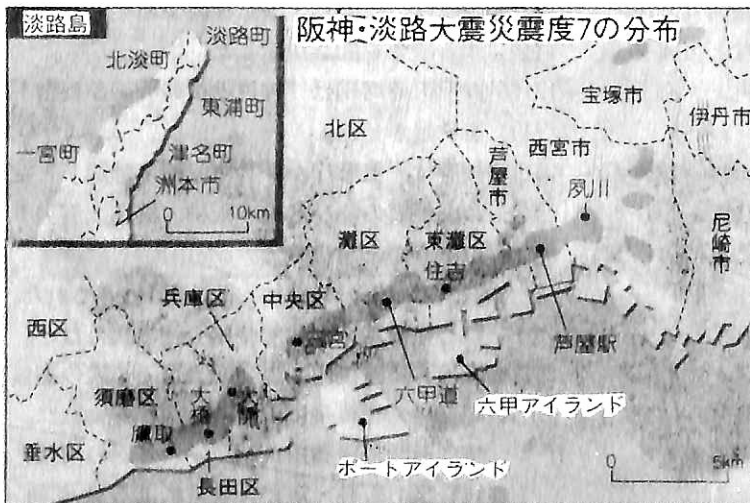 淡路島
阪神・淡路大震災震度7の分布
淡路町
北淡町
東浦町
一宮町
津名町
洲本市
0 10km
宝塚市
伊丹市
北区
西宮市
芦屋市
夙川
尼崎市
灘区
東灘区
住吉
兵庫区
中央区
西区
三宮
芦屋駅
須磨区
大橋
大開
六甲道
六甲アイランド
鷹取
垂水区
ポートアイランド
長田区
0 5km